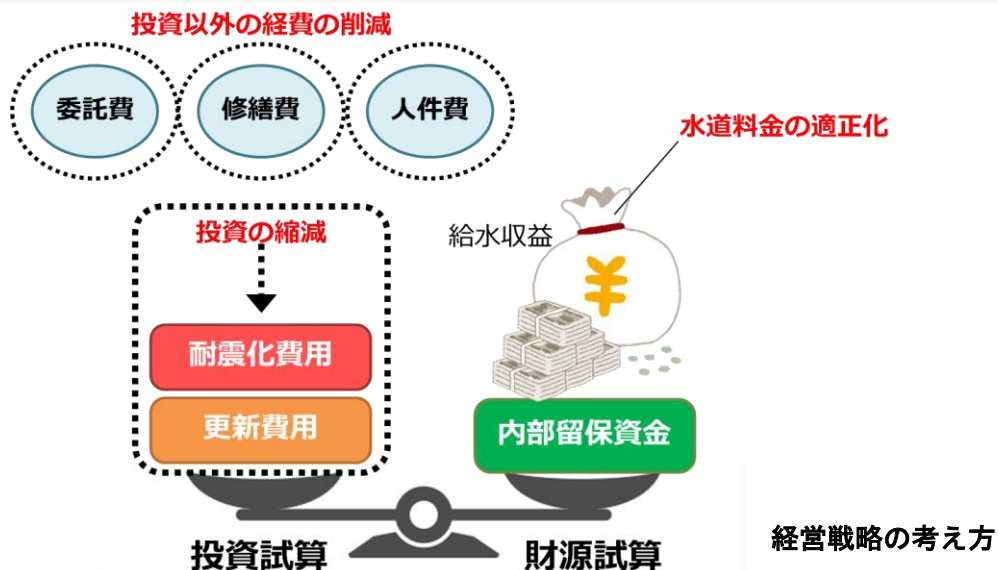 投資以外の経費の削減
委託費
修繕費
人件費
水道料金の適正化
投資の縮減
給水収益
¥
耐震化費用
更新費用
内部留保資金
投資試算
財源試算
経営戦略の考え方